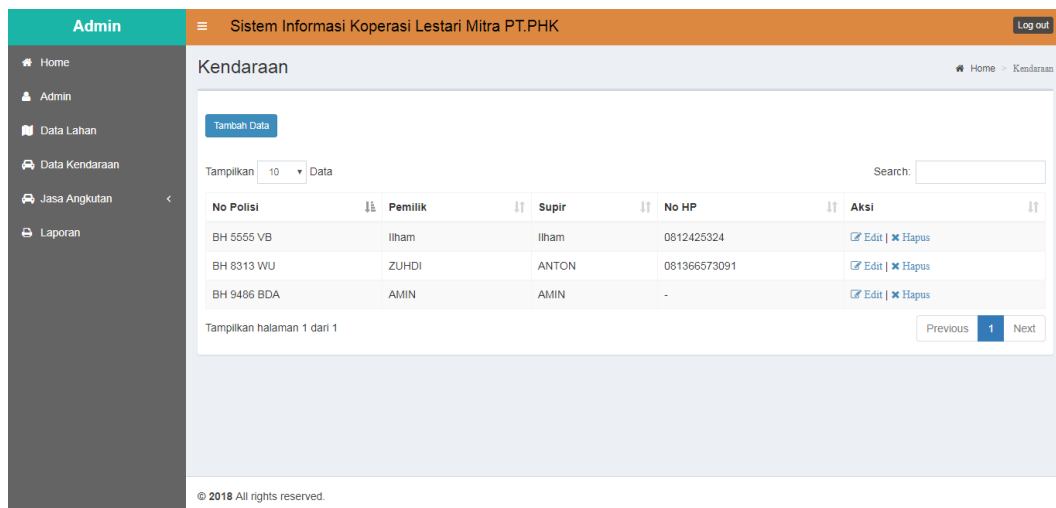 Admin
Sistem Informasi Koperasi Lestari Mitra PT.PHK
Log out
Home
Admin
Data Lahan
Data Kendaraan
Jasa Angkutan
Laporan
Kendaraan
Home > Kendaraan
Tambah Data
Tampilkan 10 Data
Search:
No Polisi Pemilik Supir No HP Aksi
BH 5555 VB Ilham Ilham 0812425324 Edit | Hapus
BH 8313 WU ZUHDI ANTON 081366573091 Edit | Hapus
BH 9486 BDA AMIN AMIN - Edit | Hapus
Tampilkan halaman 1 dari 1
Previous 1 Next
© 2018 All rights reserved.